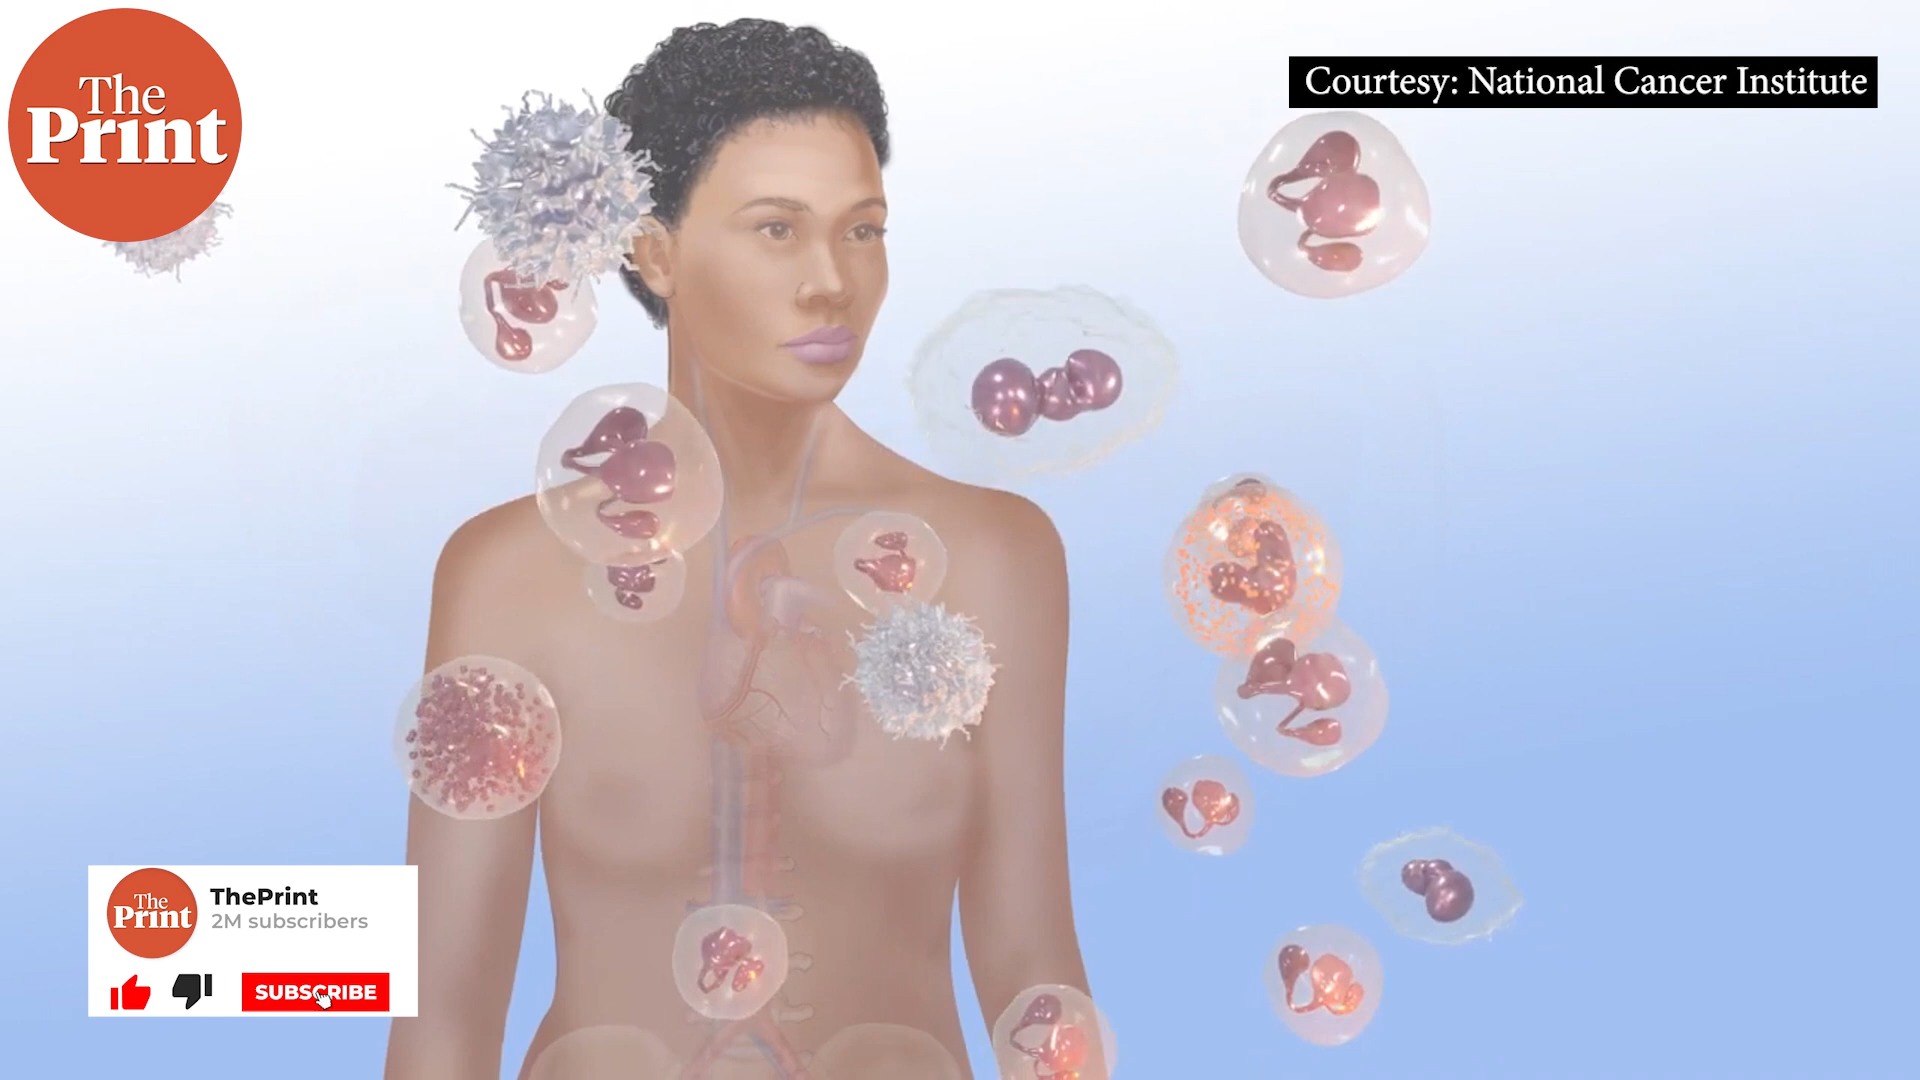 The
Print
Courtesy: National Cancer Institute
The
Print
ThePrint
2M subscribers
SUBSCRIBE